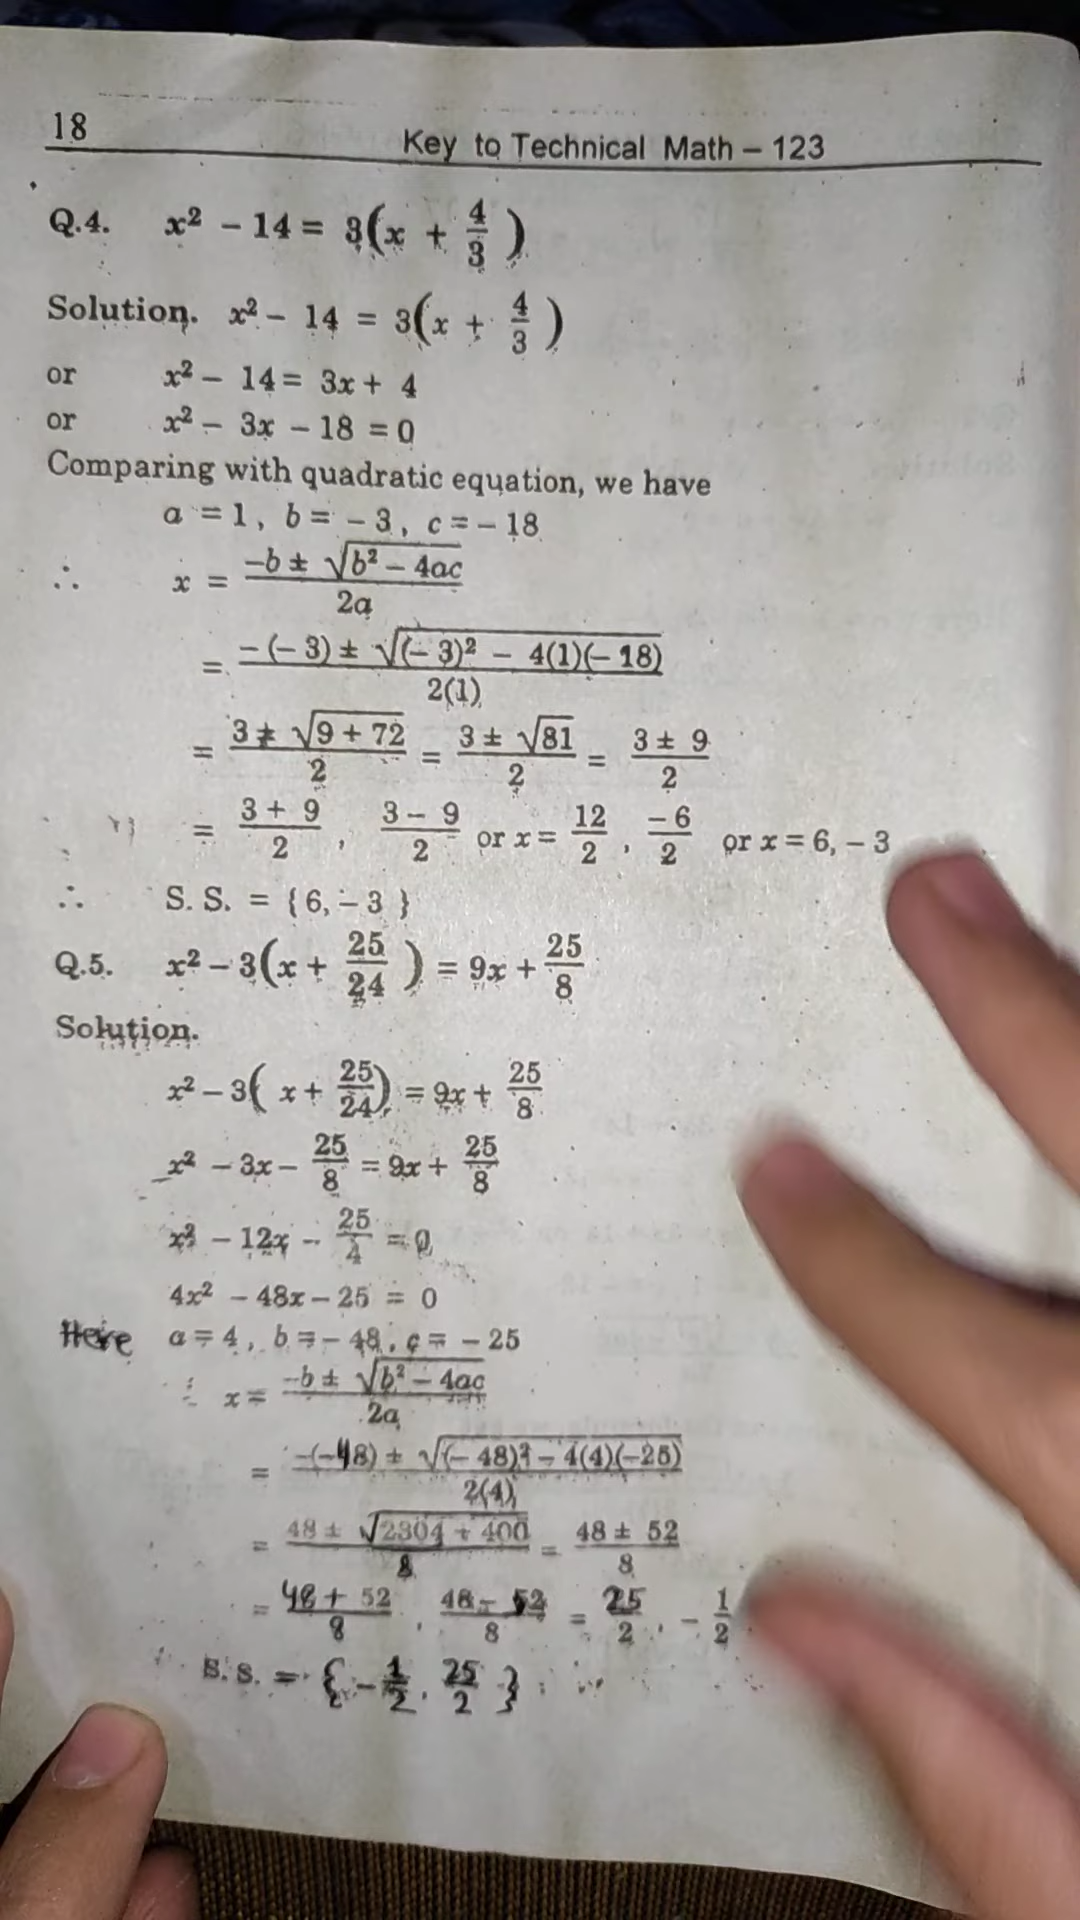 18
Key to Technical Math – 123
Q.4. x² – 14 = 3(x + 4/3)
Solution. x² – 14 = 3(x + 4/3)
or x² – 14 = 3x + 4
or x² – 3x – 18 = 0
Comparing with quadratic equation, we have
a = 1, b = – 3, c = – 18
∴ x = (–b ± √(b² – 4ac))/2a
= (– (– 3) ± √((– 3)² – 4(1)(– 18)))/2(1)
= (3 ± √(9 + 72))/2 = (3 ± √81)/2 = (3 ± 9)/2
= (3 + 9)/2, (3 – 9)/2 or x = 12/2, –6/2 or x = 6, – 3
∴ S. S. = {6, – 3}
Q.5. x² – 3(x + 25/24) = 9x + 25/8
Solution.
x² – 3(x + 25/24) = 9x + 25/8
x² – 3x – 25/8 = 9x + 25/8
x² – 12x – 25/4 = 0
4x² – 48x – 25 = 0
Here a = 4, b = – 48, c = – 25
∴ x = (–b ± √(b² – 4ac))/2a
= (–(–48) ± √((– 48)² – 4(4)(–25)))/2(4)
= (48 ± √(2304 + 400))/8 = (48 ± 52)/8
= (48 + 52)/8, (48 – 52)/8 = 25/2, – 1/2
S. S. = {– 1/2, 25/2}